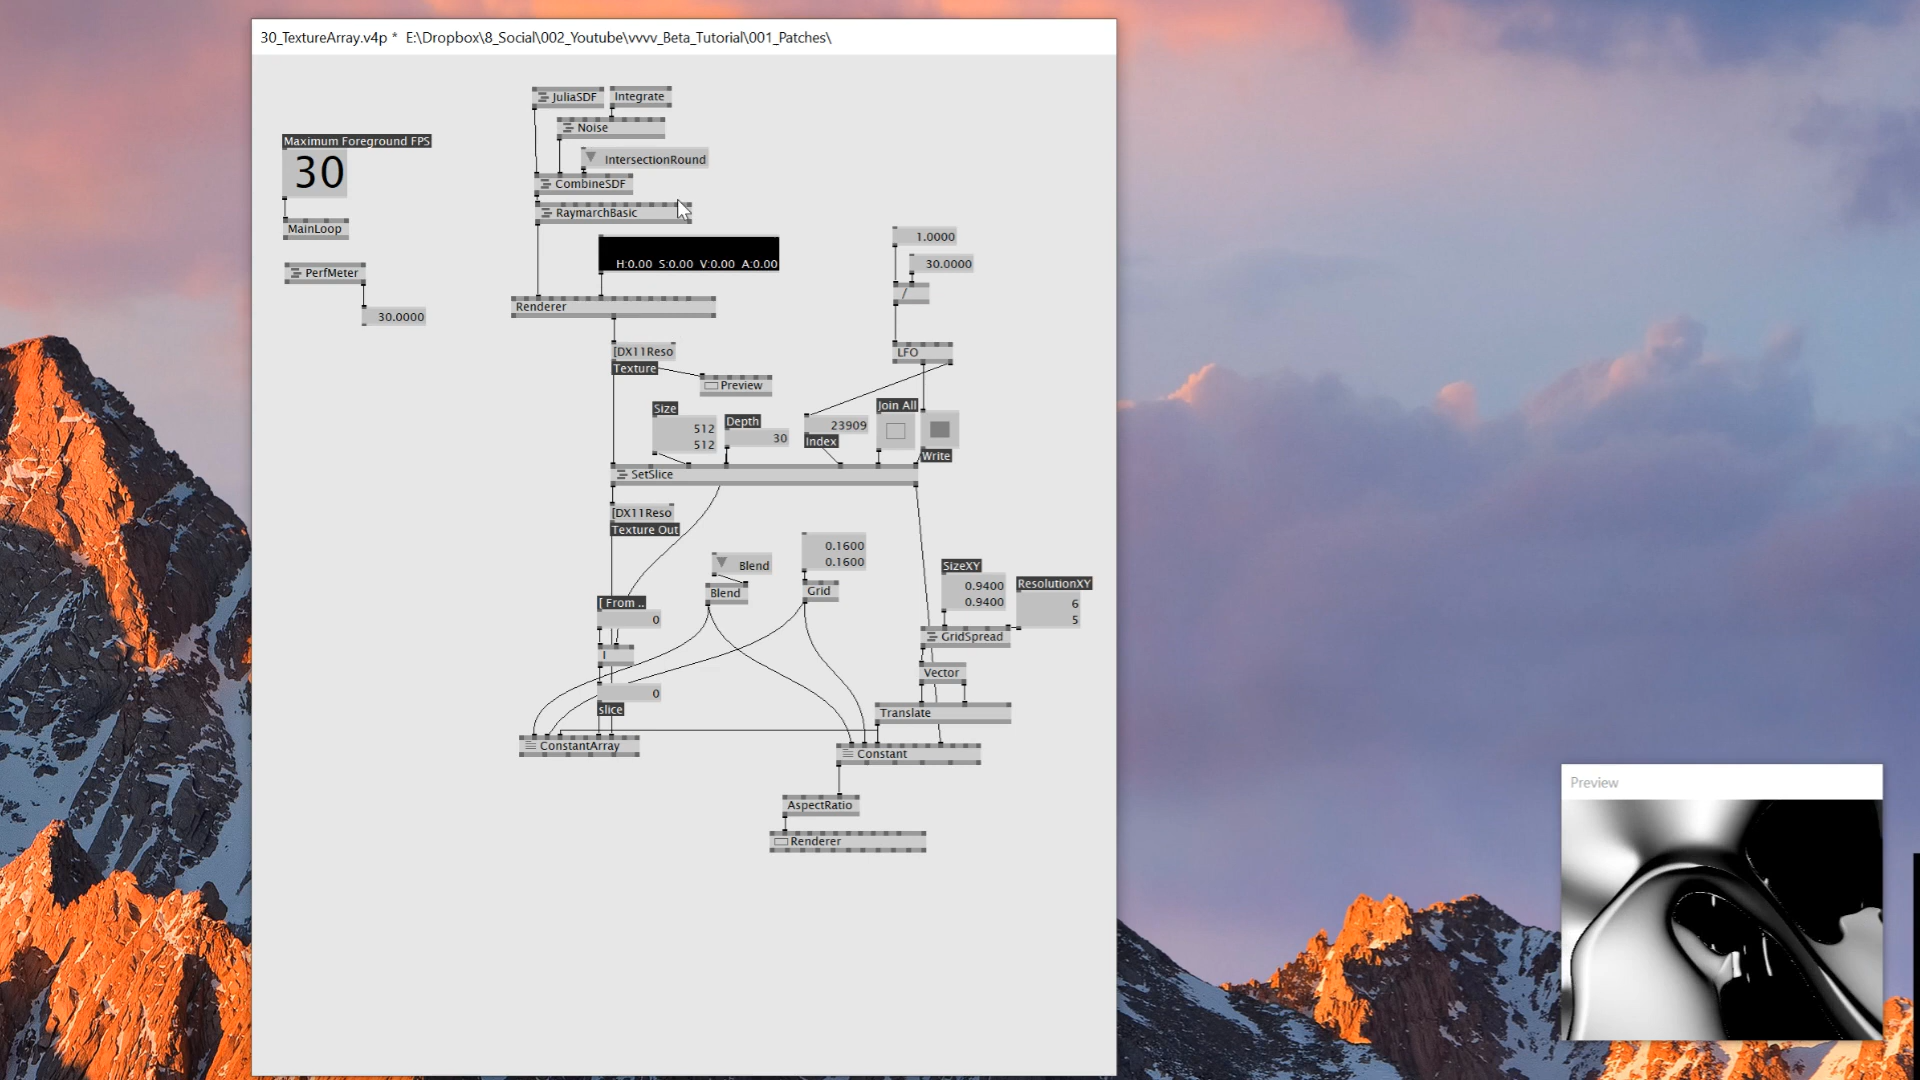 30_TextureArray.v4p * E:\Dropbox\8_Social\002_Youtube\vvvv_Beta_Tutorial\001_Patches\
JuliaSDF
Integrate
Noise
Maximum Foreground FPS
30
IntersectionRound
CombineSDF
RaymarchBasic
MainLoop
1.0000
H:0.00 S:0.00 V:0.00 A:0.00
30.0000
PerfMeter
/
Renderer
30.0000
[DX11Reso
Texture
LFO
Preview
Size
512
512
Depth
30
Join All
23909
Index
Write
SetSlice
[DX11Reso
Texture Out
0.1600
0.1600
Blend
SizeXY
0.9400
0.9400
ResolutionXY
6
5
Blend
Grid
[ From ..
0
GridSpread
I
Vector
0
slice
Translate
ConstantArray
Constant
AspectRatio
Renderer
Preview